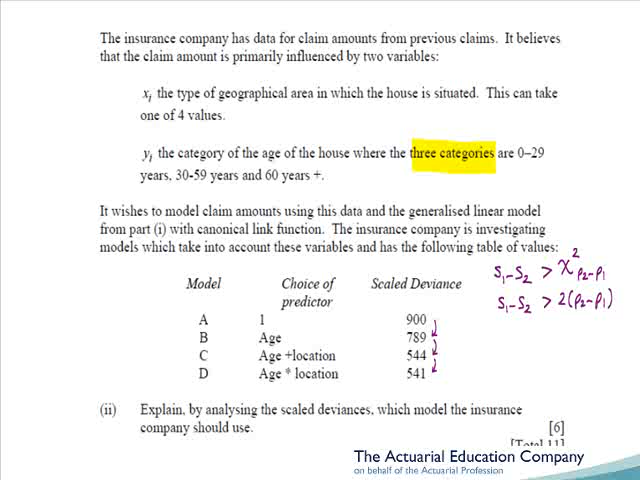 The insurance company has data for claim amounts from previous claims. It believes
that the claim amount is primarily influenced by two variables:
xᵢ the type of geographical area in which the house is situated. This can take
one of 4 values.
yᵢ the category of the age of the house where the three categories are 0–29
years, 30-59 years and 60 years +.
It wishes to model claim amounts using this data and the generalised linear model
from part (i) with canonical link function. The insurance company is investigating
models which take into account these variables and has the following table of values:
S₁-S₂ > χ²p₂-p₁
Model Choice of Scaled Deviance
predictor
S₁-S₂ > 2(p₂-p₁)
A 1 900
B Age 789
C Age +location 544
D Age * location 541
(ii) Explain, by analysing the scaled deviances, which model the insurance
company should use. [6]
[Total 11]
The Actuarial Education Company
on behalf of the Actuarial Profession